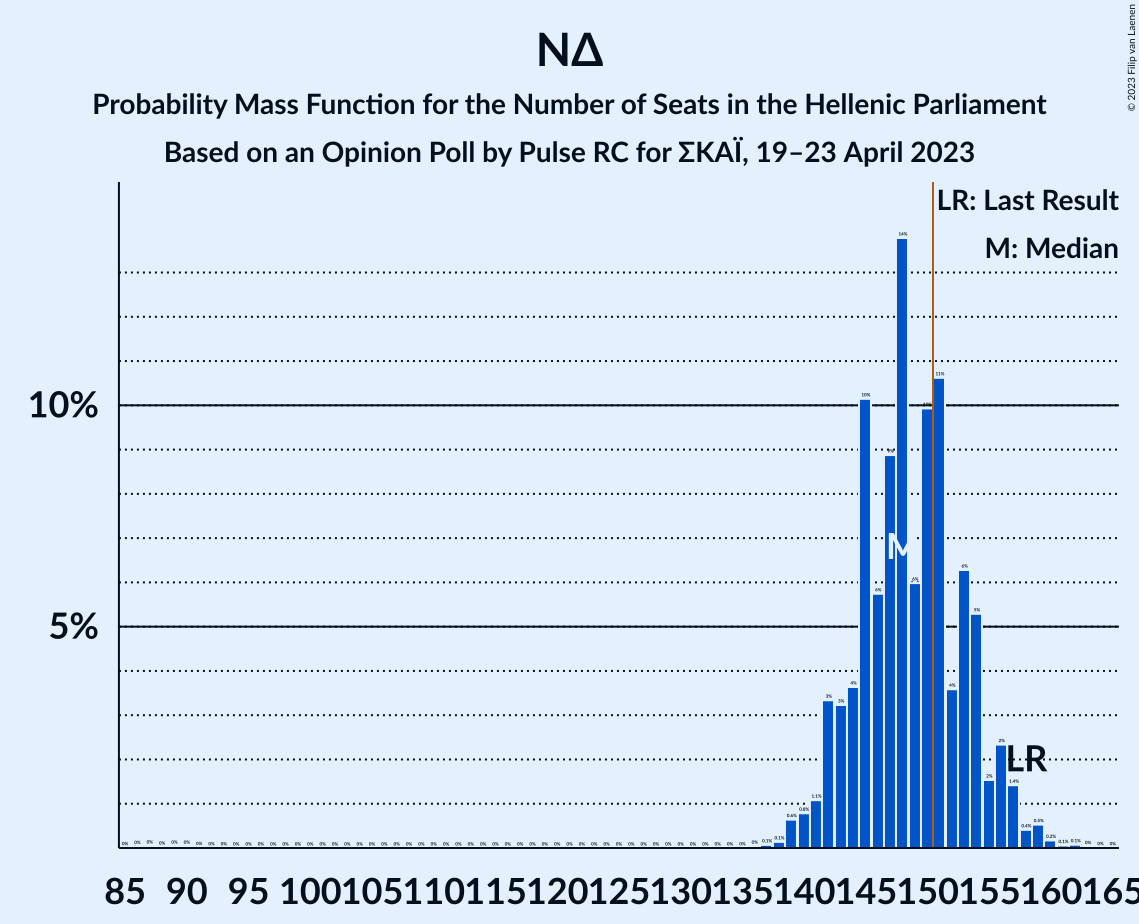 © 2023 Filip van Laenen
ΝΔ
Probability Mass Function for the Number of Seats in the Hellenic Parliament
Based on an Opinion Poll by Pulse RC for ΣΚΑΪ, 19–23 April 2023
LR: Last Result
M: Median
10%
5%
M
LR
85 90 95 100 105 110 115 120 125 130 135 140 145 150 155 160 165